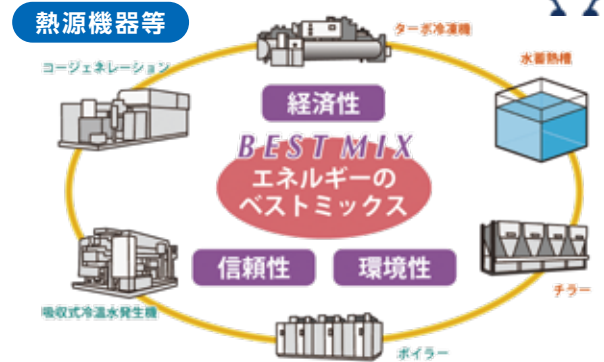 熱源機器等
ターボ冷凍機
コージェネレーション
水蓄熱槽
経済性
BEST MIX
エネルギーの
ベストミックス
信頼性
環境性
チラー
吸収式冷温水発生機
ボイラー